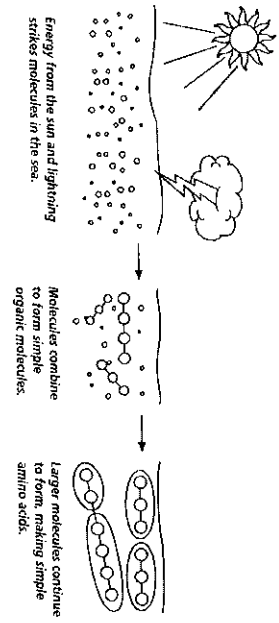 Energy from the sun and lightning
strikes molecules in the sea.
Molecules combine
to form simple
organic molecules.
Larger molecules continue
to form, making simple
amino acids.